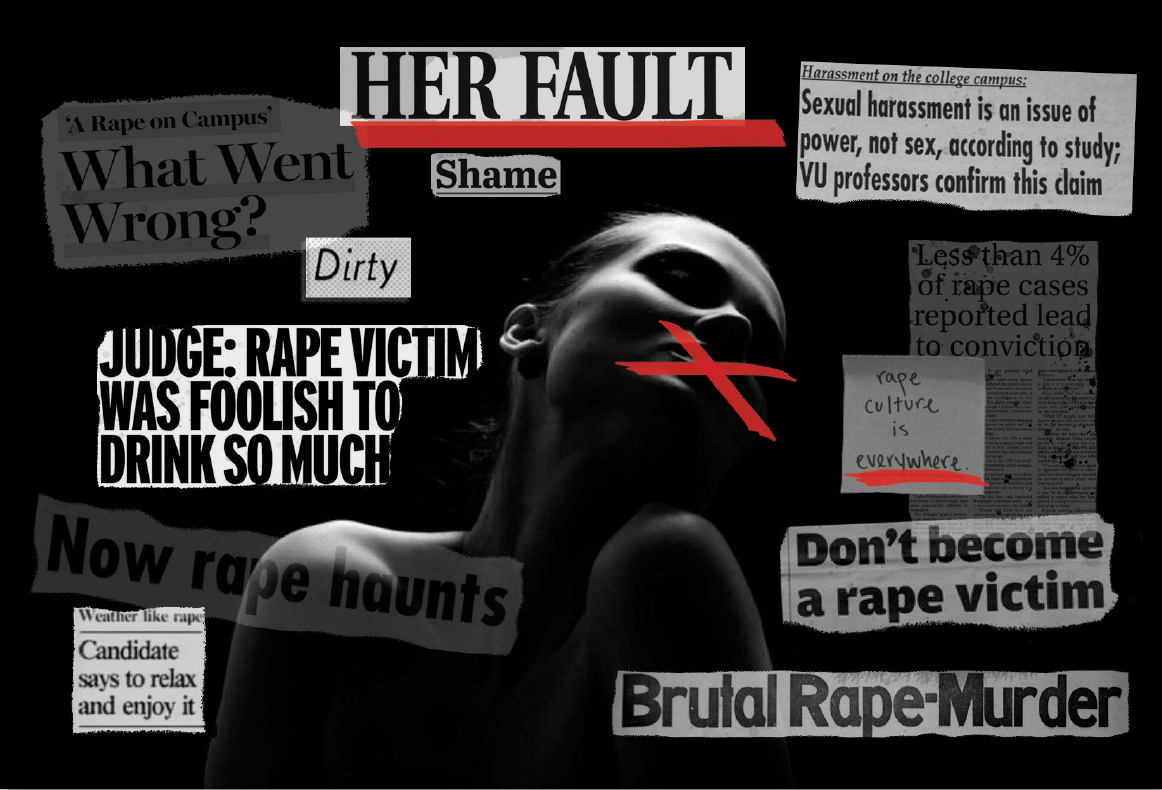 HER FAULT
Shame
'A Rape on Campus'
What Went
Wrong?
Dirty
Harassment on the college campus:
Sexual harassment is an issue of
power, not sex, according to study;
VU professors confirm this claim
JUDGE: RAPE VICTIM
WAS FOOLISH TO
DRINK SO MUCH
Less than 4%
of rape cases
reported lead
to conviction
rape
culture
is
everywhere.
Now rape haunts
Don't become
a rape victim
Weather like rape
Candidate
says to relax
and enjoy it
Brutal Rape-Murder